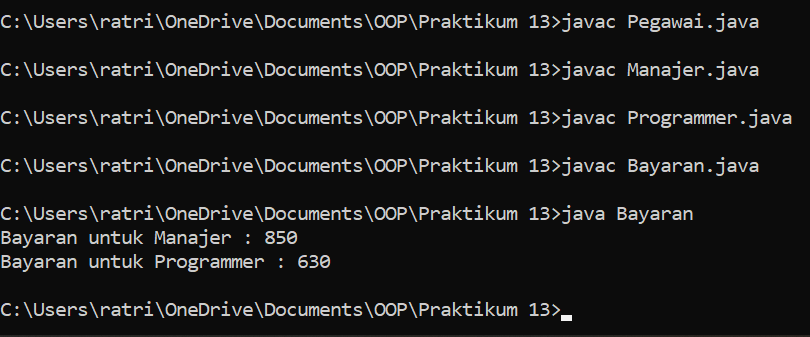 C:\Users\ratri\OneDrive\Documents\OOP\Praktikum 13>javac Pegawai.java
C:\Users\ratri\OneDrive\Documents\OOP\Praktikum 13>javac Manajer.java
C:\Users\ratri\OneDrive\Documents\OOP\Praktikum 13>javac Programmer.java
C:\Users\ratri\OneDrive\Documents\OOP\Praktikum 13>javac Bayaran.java
C:\Users\ratri\OneDrive\Documents\OOP\Praktikum 13>java Bayaran
Bayaran untuk Manajer : 850
Bayaran untuk Programmer : 630
C:\Users\ratri\OneDrive\Documents\OOP\Praktikum 13>